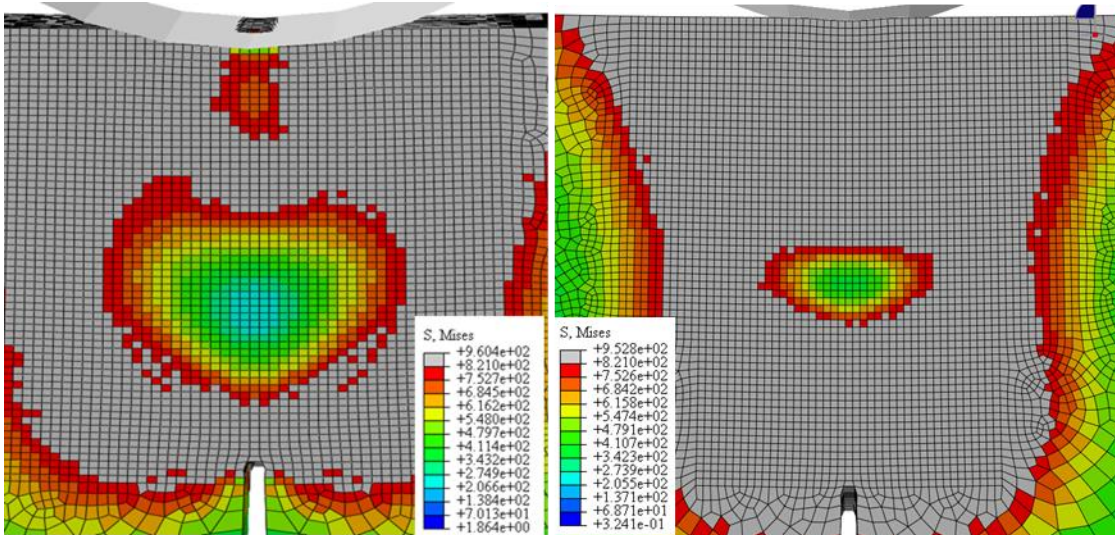 S, Mises
+9.604e+02
+8.210e+02
+7.527e+02
+6.845e+02
+6.162e+02
+5.480e+02
+4.797e+02
+4.114e+02
+3.432e+02
+2.749e+02
+2.066e+02
+1.384e+02
+7.013e+01
+1.864e+00
S, Mises
+9.528e+02
+8.210e+02
+7.526e+02
+6.842e+02
+6.158e+02
+5.474e+02
+4.791e+02
+4.107e+02
+3.423e+02
+2.739e+02
+2.055e+02
+1.371e+02
+6.871e+01
+3.241e-01